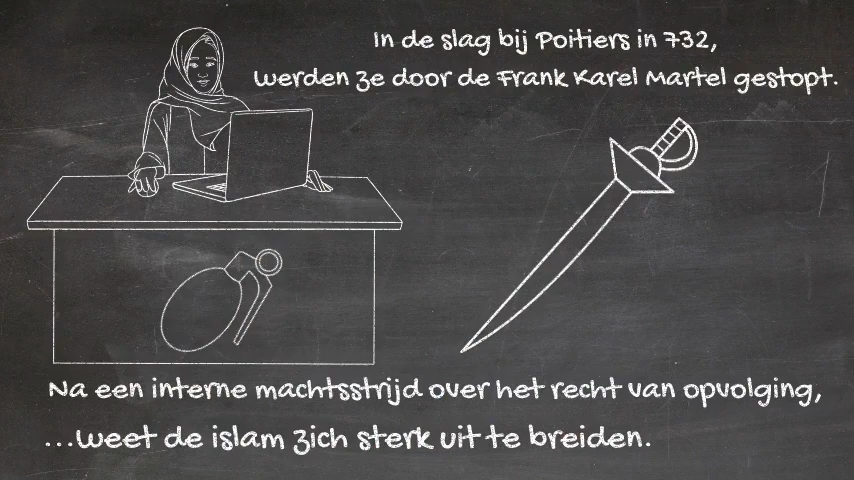 In de slag bij Poitiers in 732,
werden ze door de Frank Karel Martel gestopt.
Na een interne machtsstrijd over het recht van opvolging,
...weet de islam zich sterk uit te breiden.